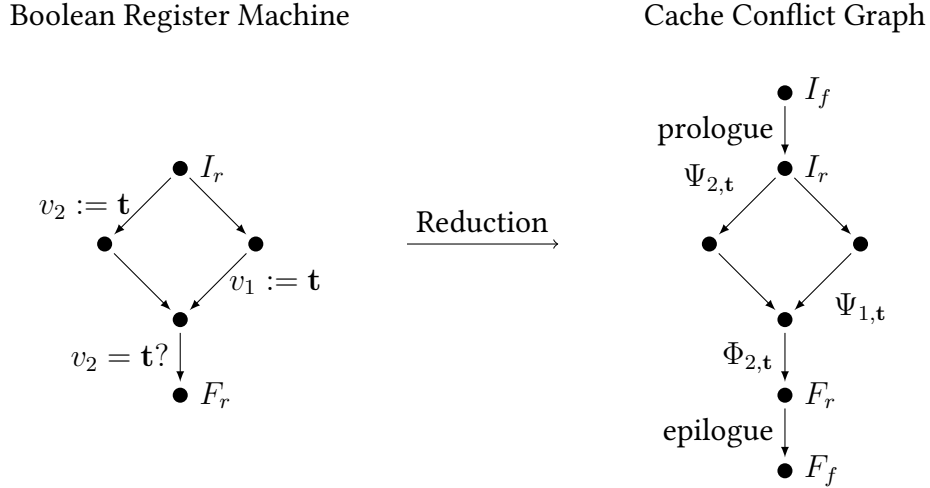 Boolean Register Machine
Cache Conflict Graph
I_f
prologue
I_r
I_r
Ψ_{2,𝐭}
v_2 := 𝐭
Reduction
v_1 := 𝐭
Ψ_{1,𝐭}
v_2 = 𝐭?
Φ_{2,𝐭}
F_r
F_r
epilogue
F_f